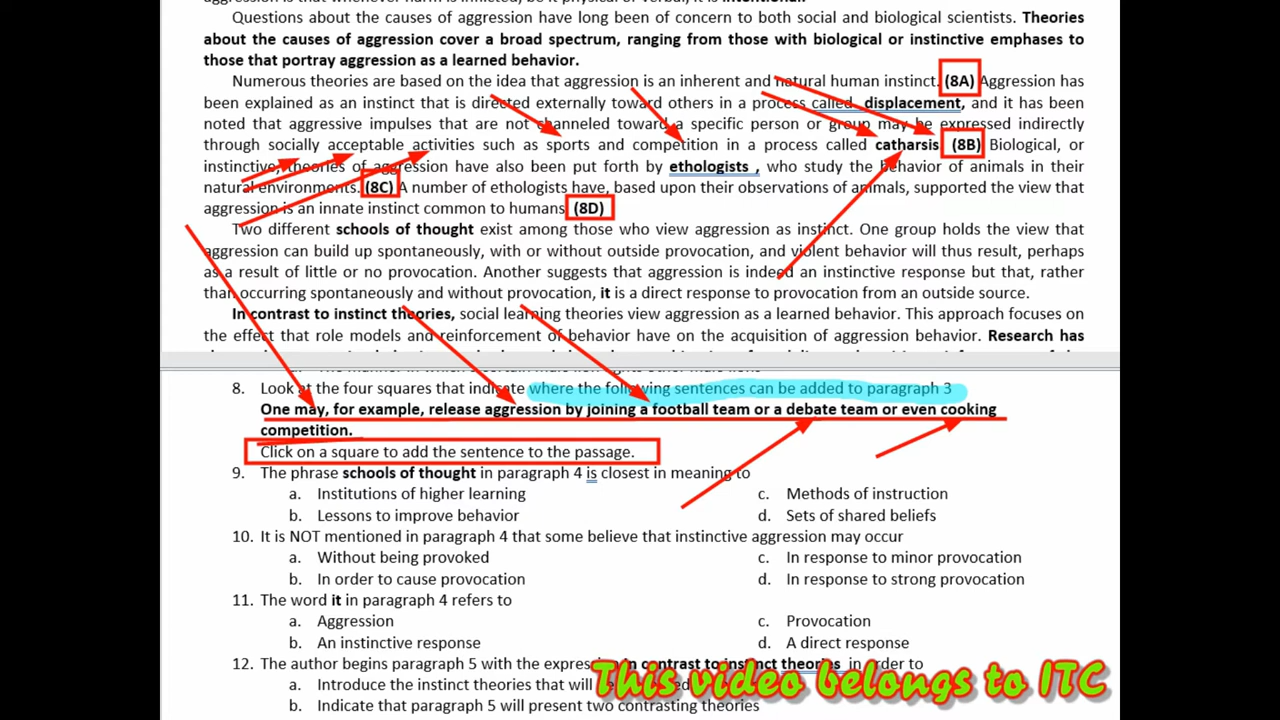 aggression is that whenever harm is inflicted, be it physical or verbal, it is intentional.
Questions about the causes of aggression have long been of concern to both social and biological scientists. Theories
about the causes of aggression cover a broad spectrum, ranging from those with biological or instinctive emphases to
those that portray aggression as a learned behavior.
Numerous theories are based on the idea that aggression is an inherent and natural human instinct. (8A) Aggression has
been explained as an instinct that is directed externally toward others in a process called displacement, and it has been
noted that aggressive impulses that are not channeled toward a specific person or group may be expressed indirectly
through socially acceptable activities such as sports and competition in a process called catharsis. (8B) Biological, or
instinctive, theories of aggression have also been put forth by ethologists , who study the behavior of animals in their
natural environments. (8C) A number of ethologists have, based upon their observations of animals, supported the view that
aggression is an innate instinct common to humans. (8D)
Two different schools of thought exist among those who view aggression as instinct. One group holds the view that
aggression can build up spontaneously, with or without outside provocation, and violent behavior will thus result, perhaps
as a result of little or no provocation. Another suggests that aggression is indeed an instinctive response but that, rather
than occurring spontaneously and without provocation, it is a direct response to provocation from an outside source.
In contrast to instinct theories, social learning theories view aggression as a learned behavior. This approach focuses on
the effect that role models and reinforcement of behavior have on the acquisition of aggression behavior. Research has
8. Look at the four squares that indicate where the following sentences can be added to paragraph 3
One may, for example, release aggression by joining a football team or a debate team or even cooking
competition.
Click on a square to add the sentence to the passage.
9. The phrase schools of thought in paragraph 4 is closest in meaning to
a. Institutions of higher learning c. Methods of instruction
b. Lessons to improve behavior d. Sets of shared beliefs
10. It is NOT mentioned in paragraph 4 that some believe that instinctive aggression may occur
a. Without being provoked c. In response to minor provocation
b. In order to cause provocation d. In response to strong provocation
11. The word it in paragraph 4 refers to
a. Aggression c. Provocation
b. An instinctive response d. A direct response
12. The author begins paragraph 5 with the expression in contrast to instinct theories in order to
a. Introduce the instinct theories that will
b. Indicate that paragraph 5 will present two contrasting theories
This video belongs to ITC